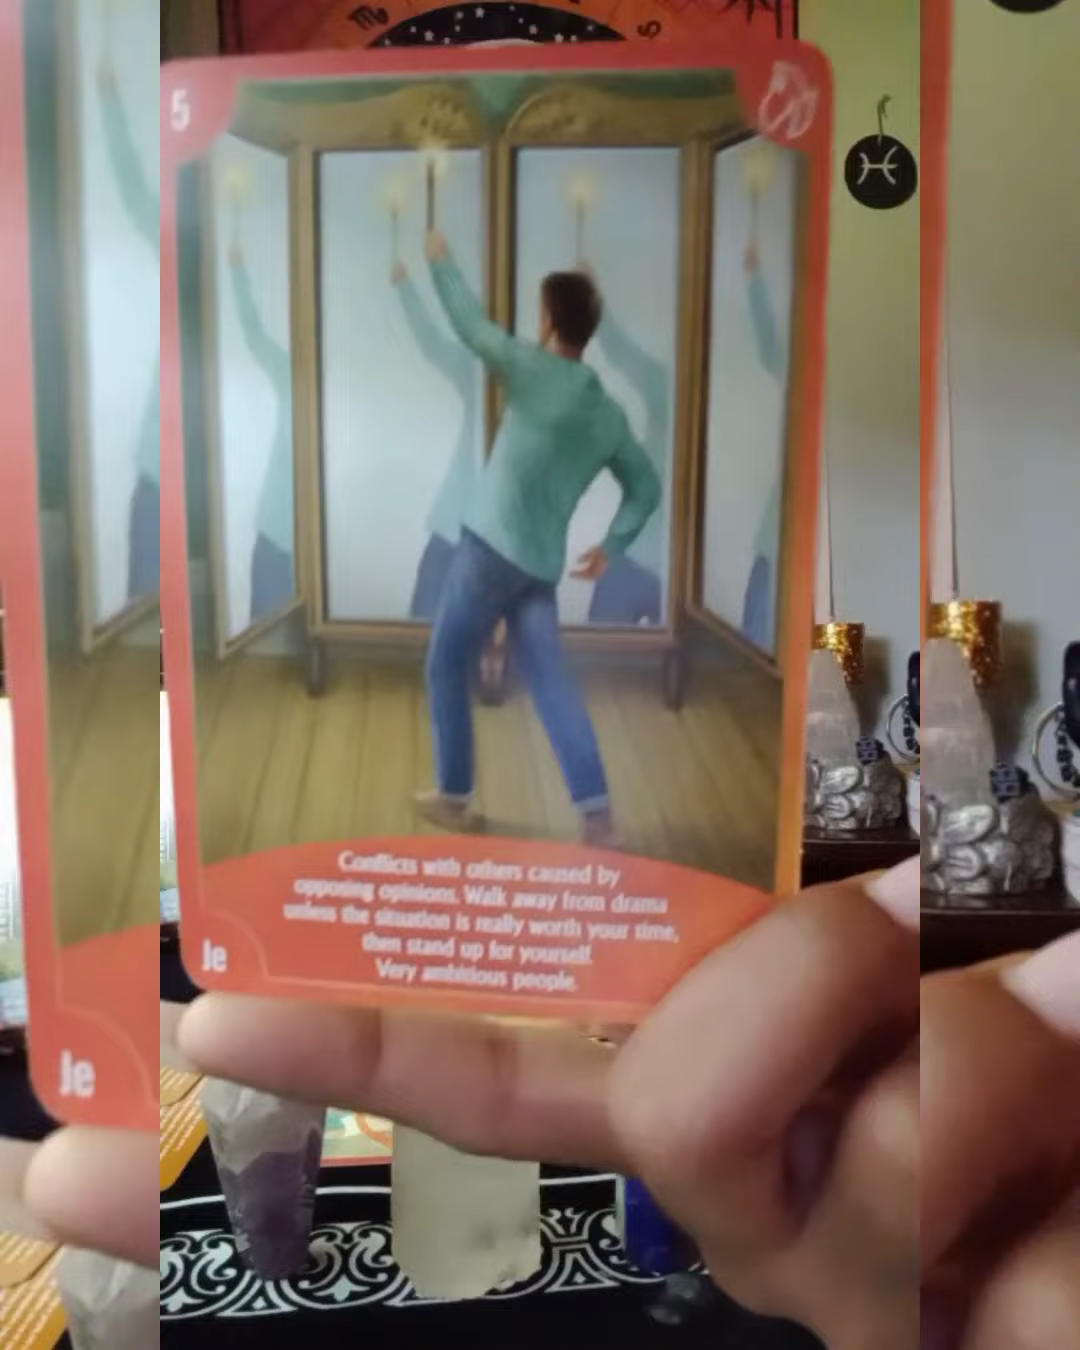 5
Conflicts with others caused by
opposing opinions. Walk away from drama
unless the situation is really worth your time,
then stand up for yourself.
Very ambitious people.
Je
Je